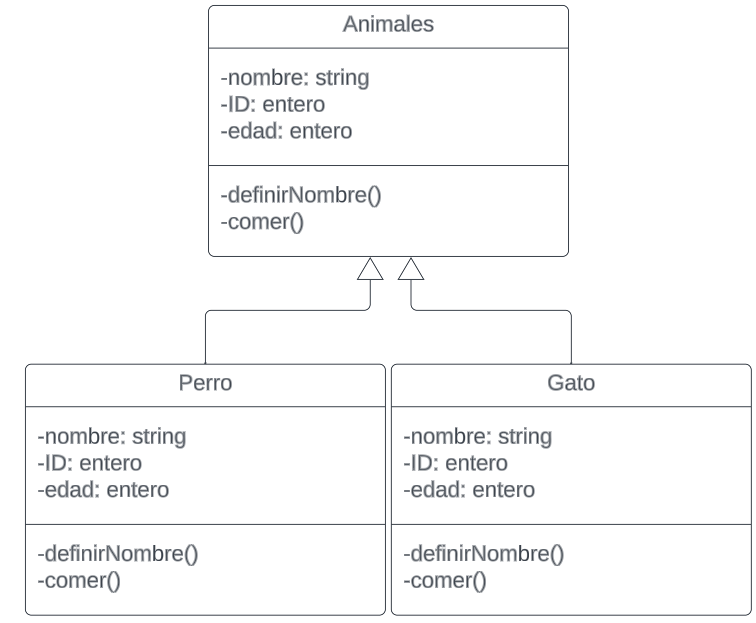 Animales
-nombre: string
-ID: entero
-edad: entero
-definirNombre()
-comer()
Perro
-nombre: string
-ID: entero
-edad: entero
-definirNombre()
-comer()
Gato
-nombre: string
-ID: entero
-edad: entero
-definirNombre()
-comer()